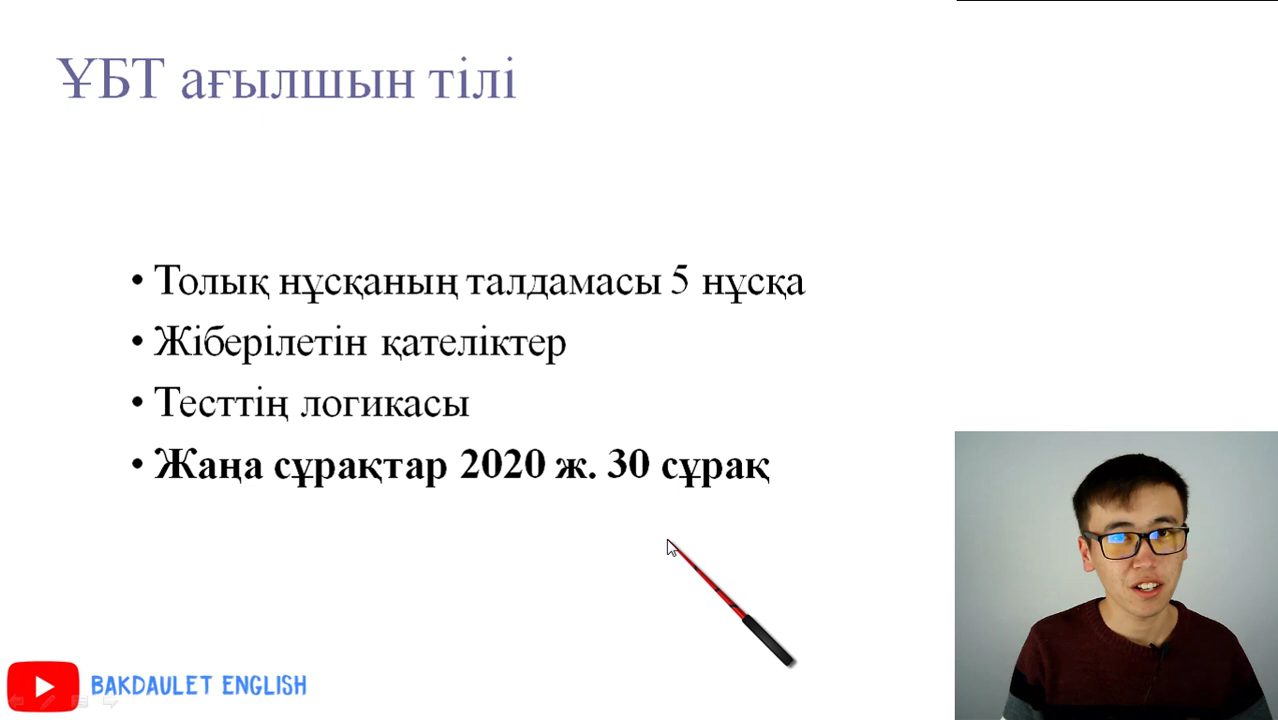 ҰБТ ағылшын тілі
• Толық нұсқаның талдамасы 5 нұсқа
• Жіберілетін қателіктер
• Тесттің логикасы
• Жаңа сұрақтар 2020 ж. 30 сұрақ
BAKDAULET ENGLISH